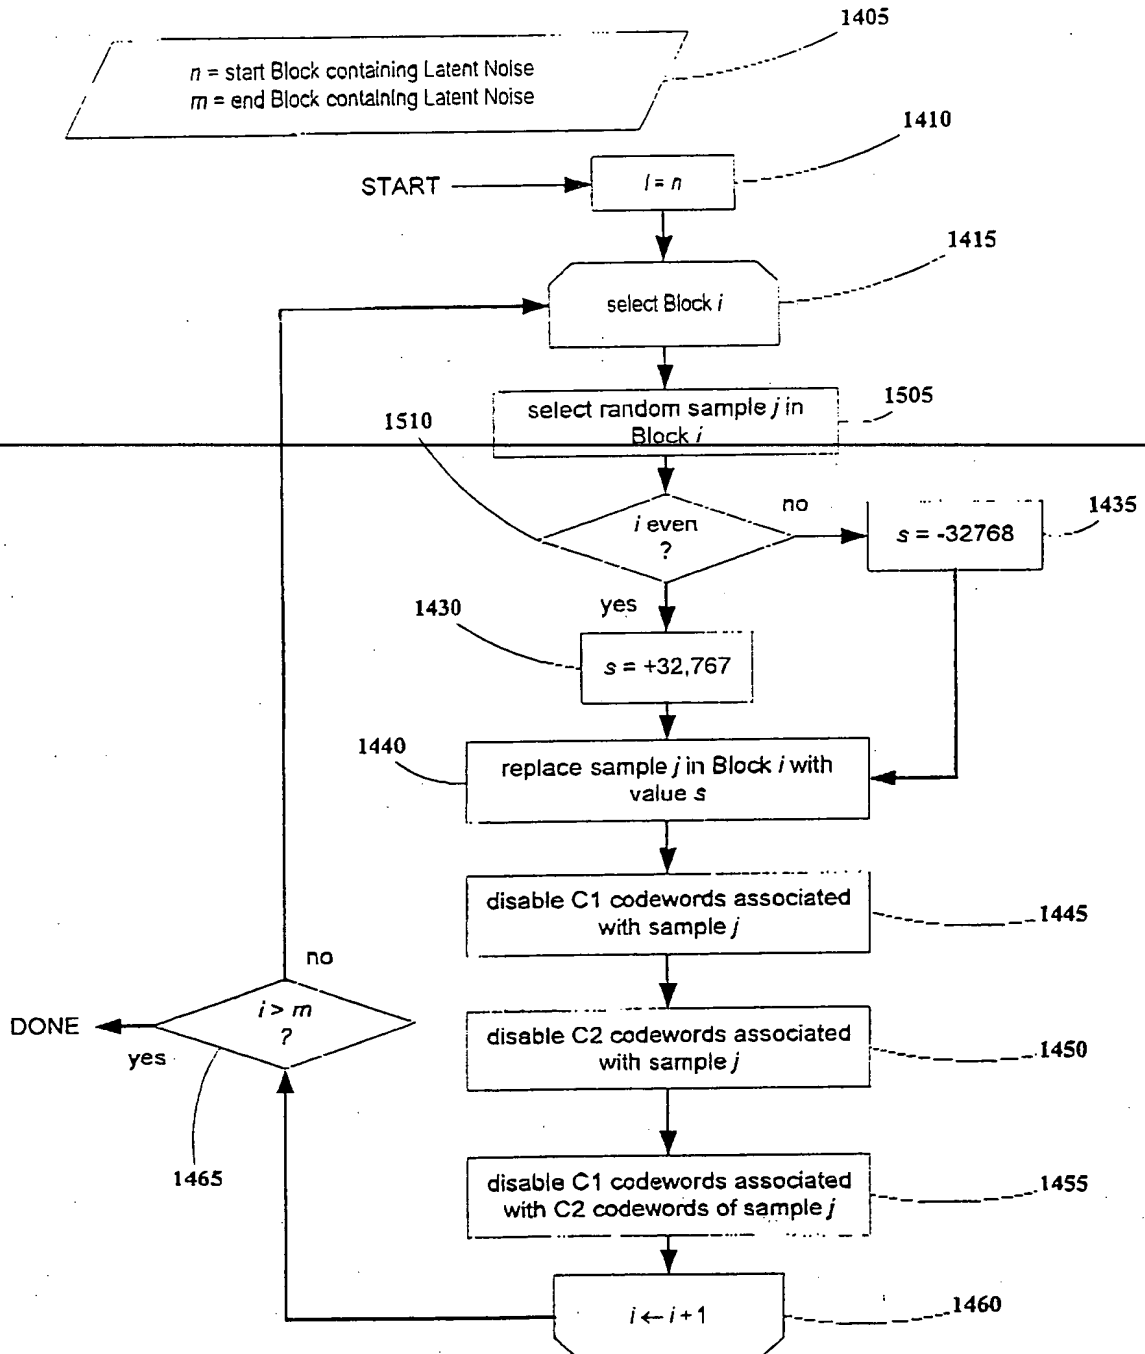 1405
n = start Block containing Latent Noise
m = end Block containing Latent Noise
1410
START
i = n
1415
select Block i
1505
select random sample j in
Block i
1510
no
1435
i even
?
s = -32768
yes
1430
s = +32,767
1440
replace sample j in Block i with
value s
disable C1 codewords associated
with sample j
1445
no
i > m
?
DONE
yes
disable C2 codewords associated
with sample j
1450
1465
disable C1 codewords associated
with C2 codewords of sample j
1455
i ← i + 1
1460